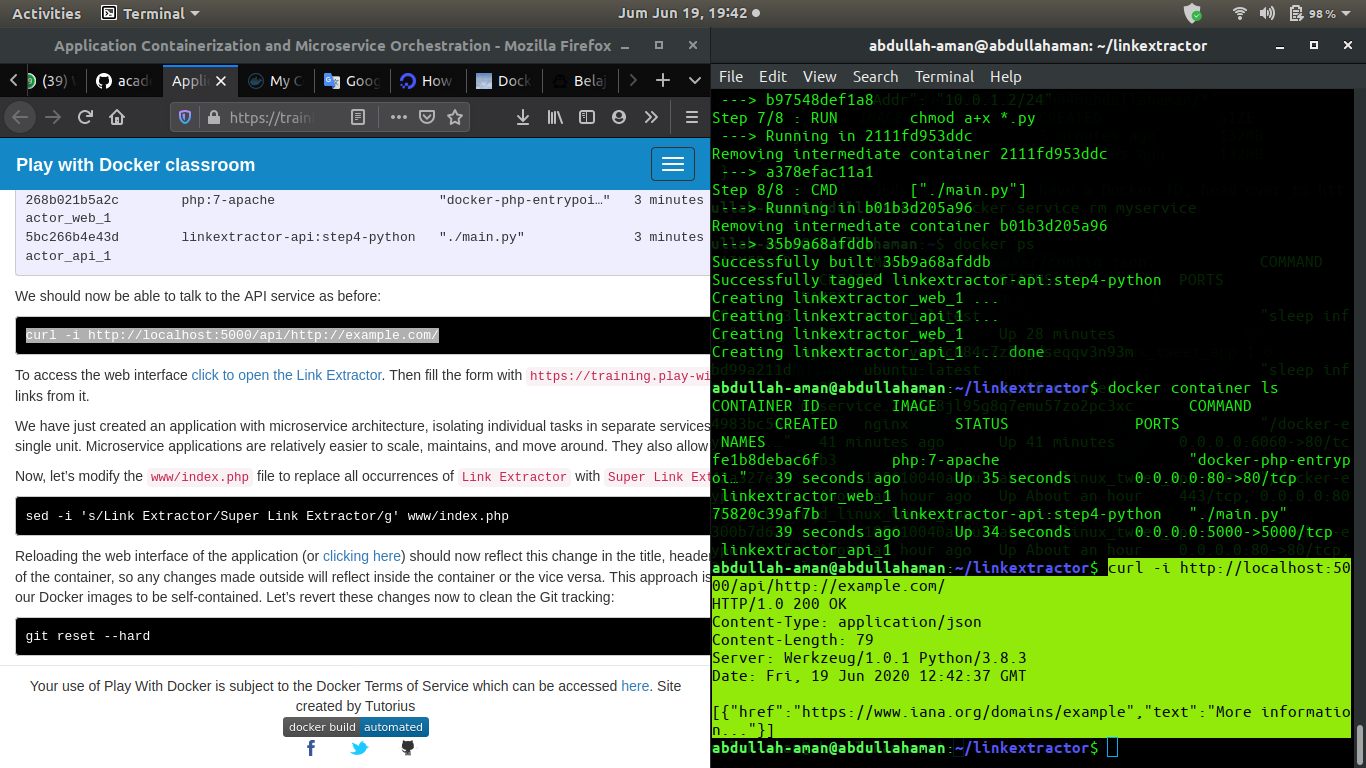 Activities Terminal Jum Jun 19, 19:42 98 %
Application Containerization and Microservice Orchestration - Mozilla Firefox
(39) acad Applic My C Goog How Dock Belaj
https://traini
Play with Docker classroom
268b021b5a2c php:7-apache "docker-php-entrypoi…" 3 minutes
actor_web_1
5bc266b4e43d linkextractor-api:step4-python "./main.py" 3 minutes
actor_api_1
We should now be able to talk to the API service as before:
curl -i http://localhost:5000/api/http://example.com/
To access the web interface click to open the Link Extractor. Then fill the form with https://training.play-wi
links from it.
We have just created an application with microservice architecture, isolating individual tasks in separate services
single unit. Microservice applications are relatively easier to scale, maintains, and move around. They also allow
Now, let’s modify the www/index.php file to replace all occurrences of Link Extractor with Super Link Ext
sed -i 's/Link Extractor/Super Link Extractor/g' www/index.php
Reloading the web interface of the application (or clicking here) should now reflect this change in the title, header
of the container, so any changes made outside will reflect inside the container or the vice versa. This approach is
our Docker images to be self-contained. Let’s revert these changes now to clean the Git tracking:
git reset --hard
Your use of Play With Docker is subject to the Docker Terms of Service which can be accessed here. Site
created by Tutorius
docker build automated
abdullah-aman@abdullahaman: ~/linkextractor
File Edit View Search Terminal Help
---> b97548def1a8
Step 7/8 : RUN chmod a+x *.py
---> Running in 2111fd953ddc
Removing intermediate container 2111fd953ddc
---> a378efac11a1
Step 8/8 : CMD ["./main.py"]
---> Running in b01b3d205a96
Removing intermediate container b01b3d205a96
---> 35b9a68afddb
Successfully built 35b9a68afddb
Successfully tagged linkextractor-api:step4-python
Creating linkextractor_web_1 ...
Creating linkextractor_api_1 ...
Creating linkextractor_web_1
Creating linkextractor_api_1 ... done
abdullah-aman@abdullahaman:~/linkextractor$ docker container ls
CONTAINER ID IMAGE COMMAND
CREATED STATUS PORTS
NAMES
fe1b8debac6f php:7-apache "docker-php-entryp
oi…" 39 seconds ago Up 35 seconds 0.0.0.0:80->80/tcp
linkextractor_web_1
75820c39af7b linkextractor-api:step4-python "./main.py"
39 seconds ago Up 34 seconds 0.0.0.0:5000->5000/tcp
linkextractor_api_1
abdullah-aman@abdullahaman:~/linkextractor$ curl -i http://localhost:50
00/api/http://example.com/
HTTP/1.0 200 OK
Content-Type: application/json
Content-Length: 79
Server: Werkzeug/1.0.1 Python/3.8.3
Date: Fri, 19 Jun 2020 12:42:37 GMT
[{"href":"https://www.iana.org/domains/example","text":"More informatio
n..."}]
abdullah-aman@abdullahaman:~/linkextractor$